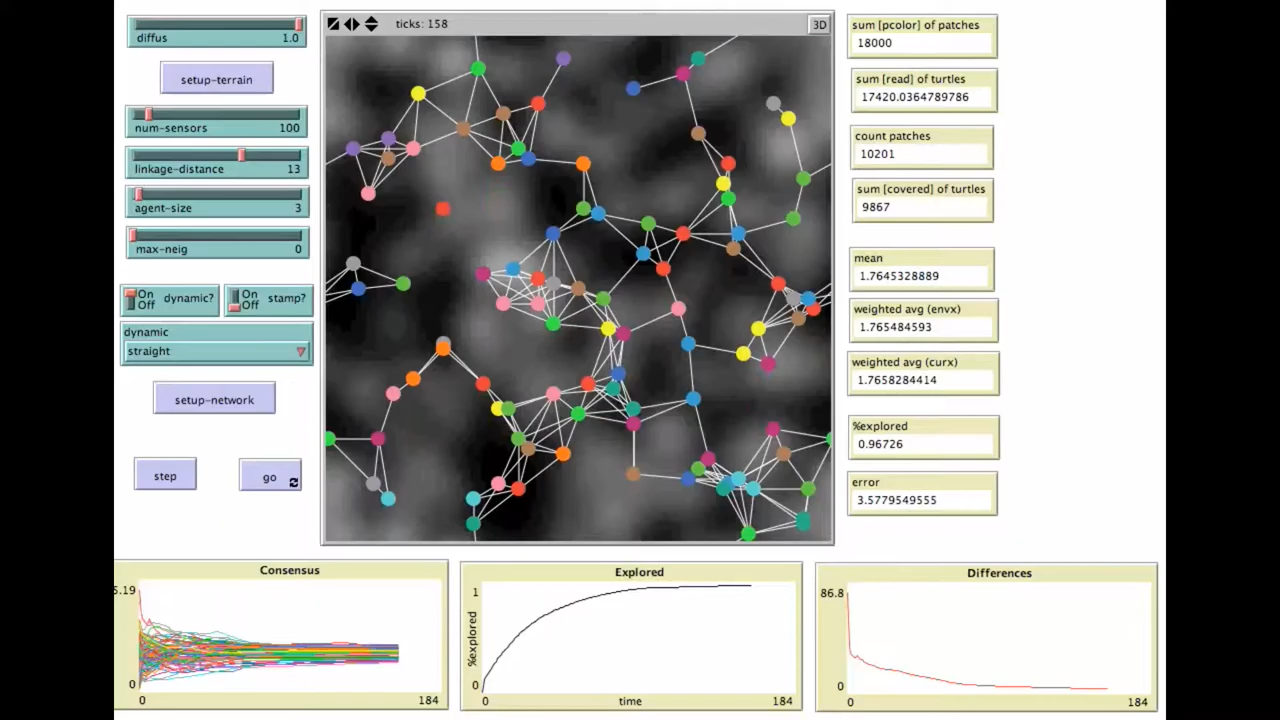 diffus 1.0
setup-terrain
num-sensors 100
linkage-distance 13
agent-size 3
max-neig 0
On
Off
dynamic?
On
Off
stamp?
dynamic
straight
setup-network
step
go
ticks: 158
3D
sum [pcolor] of patches
18000
sum [read] of turtles
17420.0364789786
count patches
10201
sum [covered] of turtles
9867
mean
1.7645328889
weighted avg (envx)
1.765484593
weighted avg (curx)
1.7658284414
%explored
0.96726
error
3.5779549555
Consensus
5.19
0
0 184
Explored
1
%explored
0
0 time 184
Differences
86.8
0
0 184